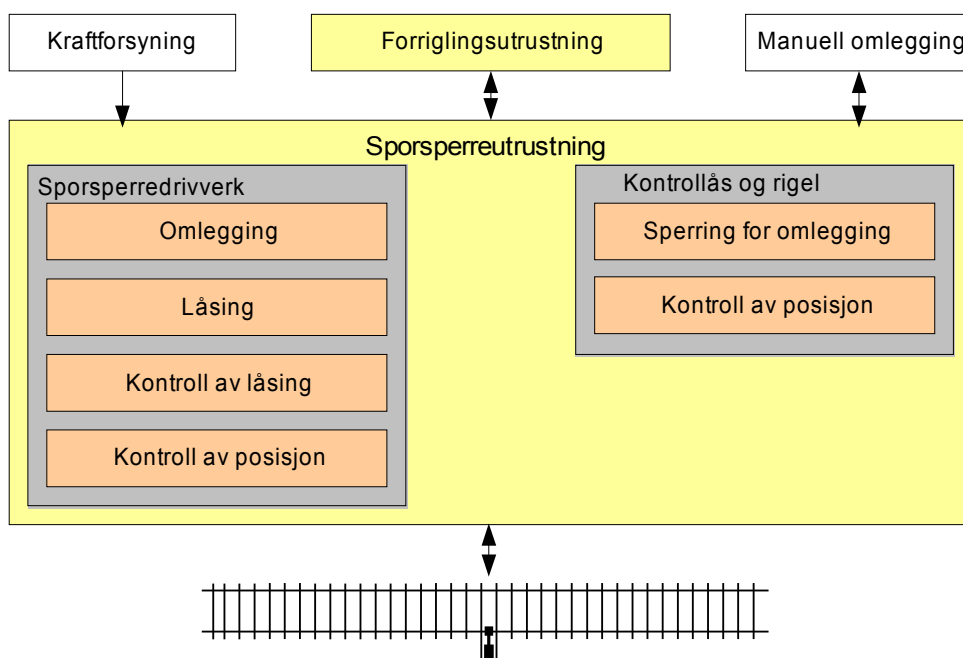 Kraftforsyning
Forriglingsutrustning
Manuell omlegging
Sporsperreutrustning
Sporsperredrivverk
Omlegging
Låsing
Kontroll av låsing
Kontroll av posisjon
Kontrollås og rigel
Sperring for omlegging
Kontroll av posisjon